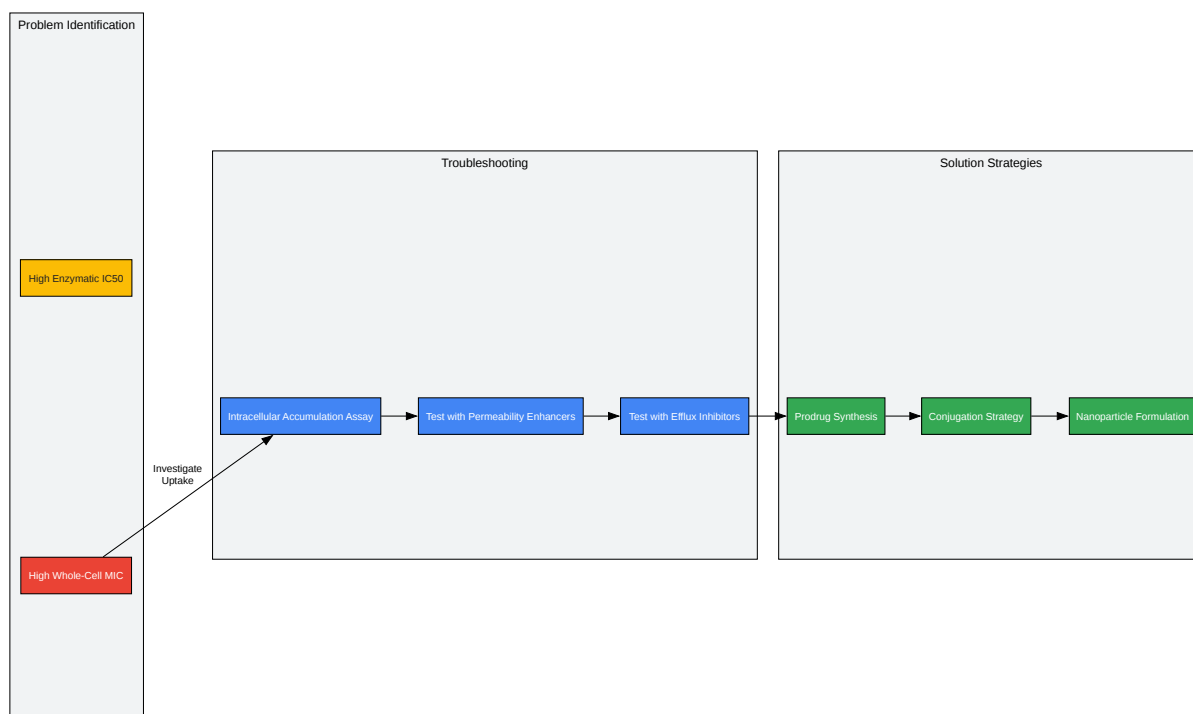 Problem Identification
High Enzymatic IC50
High Whole-Cell MIC
Investigate
Uptake
Troubleshooting
Intracellular Accumulation Assay
Test with Permeability Enhancers
Test with Efflux Inhibitors
Solution Strategies
Prodrug Synthesis
Conjugation Strategy
Nanoparticle Formulation